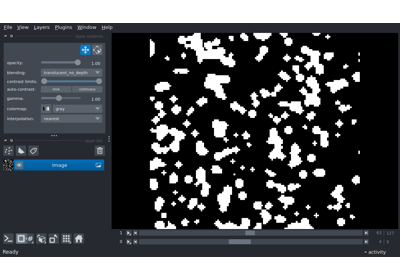 File View Layers Plugins Window Help
opacity: 1.00
blending: translucent_no_depth
contrast limits:
auto-contrast: once continuous
gamma: 1.00
colormap: gray
interpolation: nearest
Image
1
0
Ready
activity